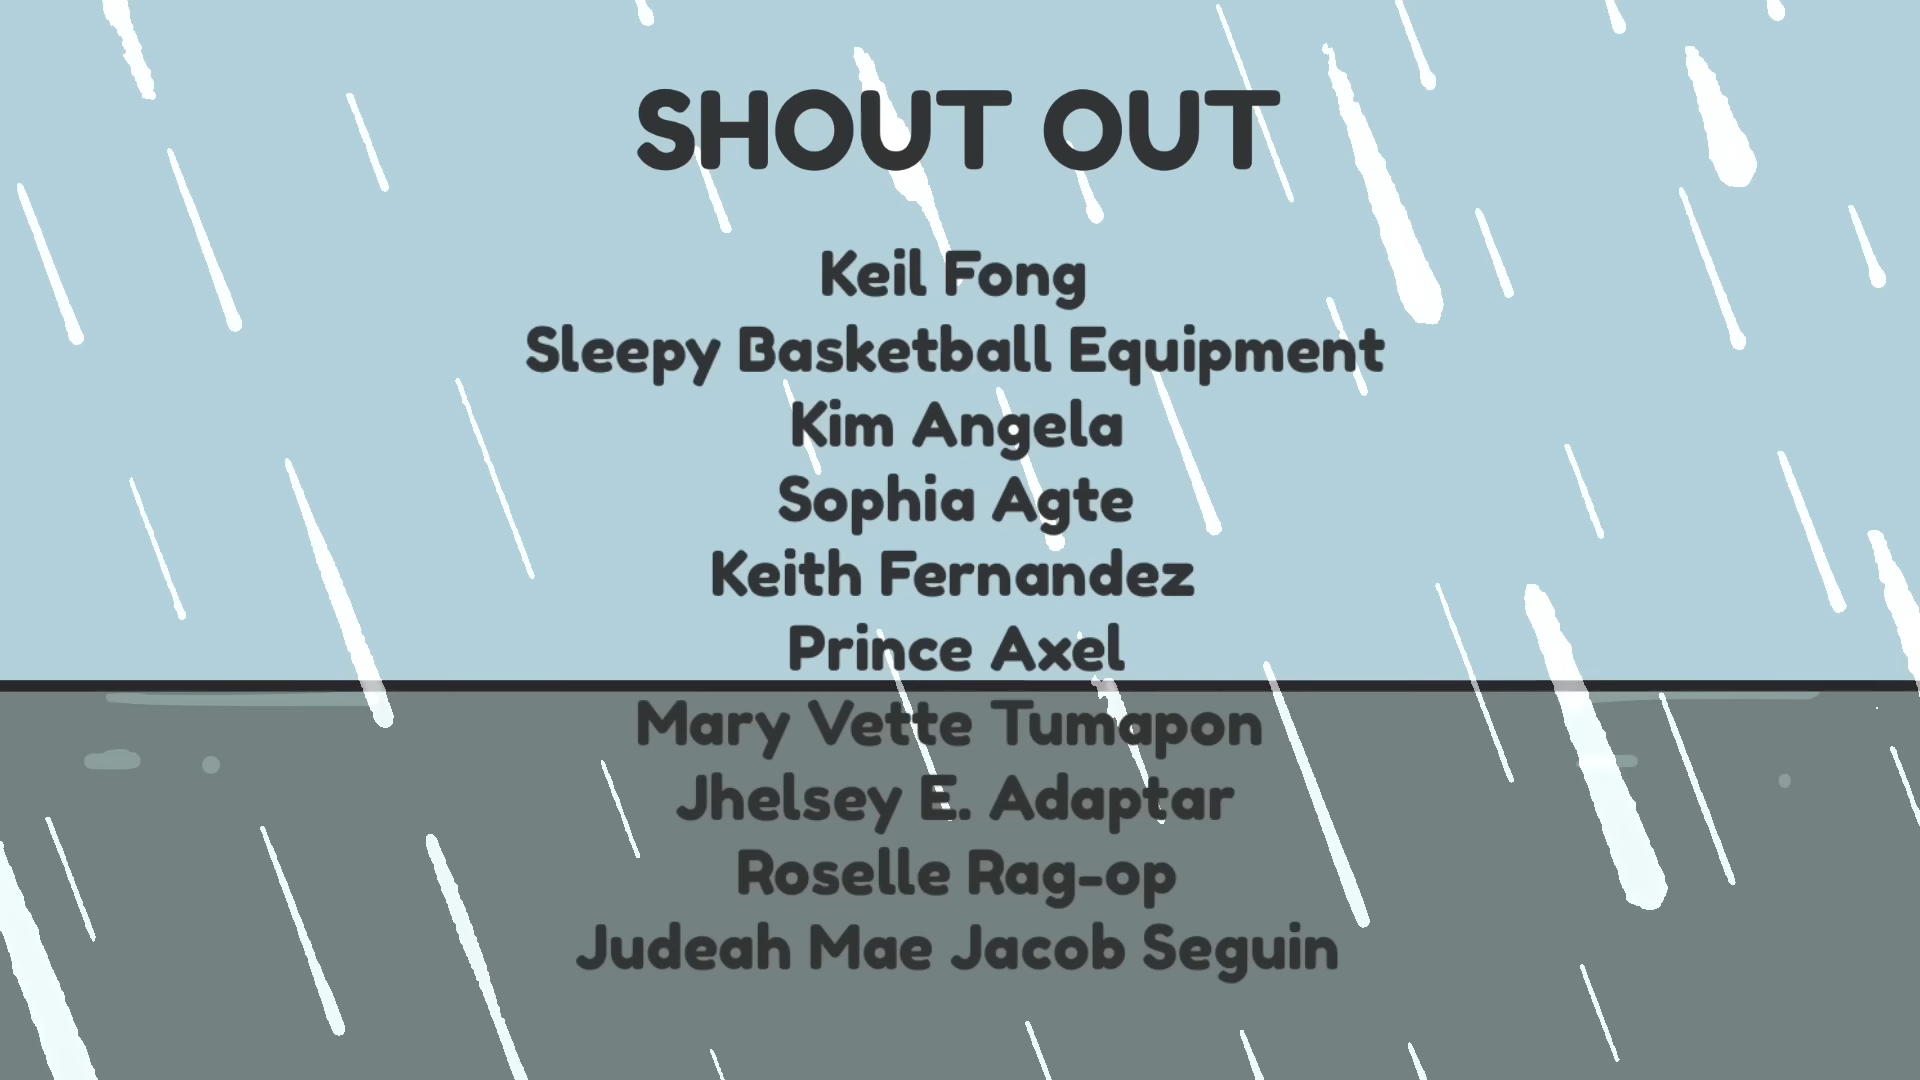 SHOUT OUT
Keil Fong
Sleepy Basketball Equipment
Kim Angela
Sophia Agte
Keith Fernandez
Prince Axel
Mary Vette Tumapon
Jhelsey E. Adaptar
Roselle Rag-op
Judeah Mae Jacob Seguin